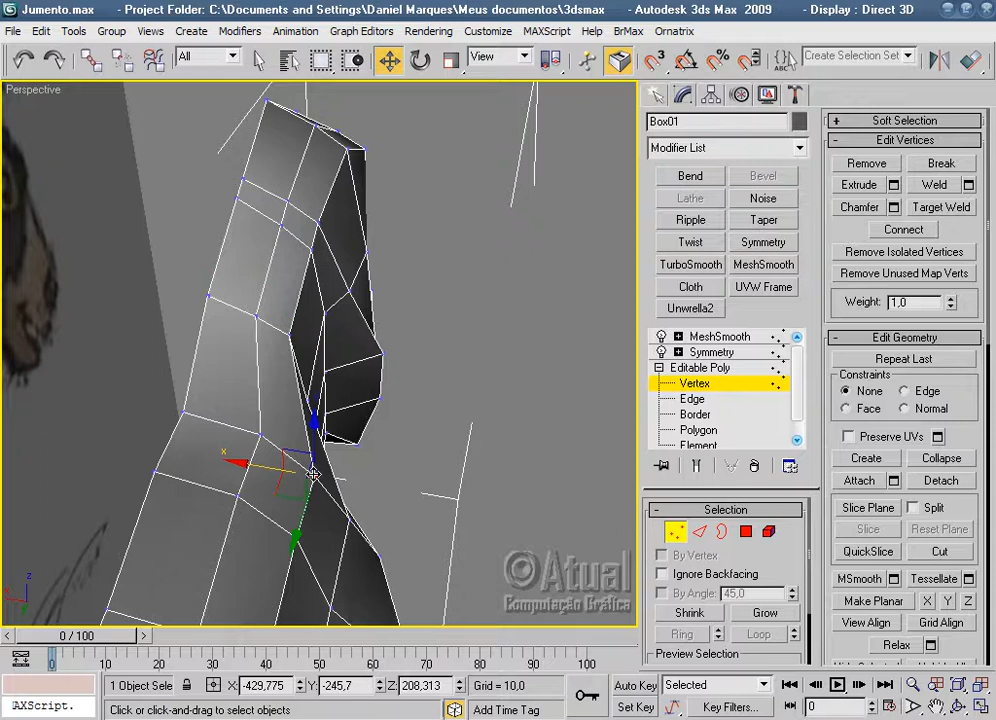 Jumento.max - Project Folder: C:\Documents and Settings\Daniel Marques\Meus documentos\3dsmax - Autodesk 3ds Max 2009 - Display : Direct 3D
File Edit Tools Group Views Create Modifiers Animation Graph Editors Rendering Customize MAXScript Help BrMax Ornatrix
All View Create Selection Set
Perspective
Box01
Modifier List
Bend Bevel
Lathe Noise
Ripple Taper
Twist Symmetry
TurboSmooth MeshSmooth
Cloth UVW Frame
Unwrella2
MeshSmooth
Symmetry
Editable Poly
Vertex
Edge
Border
Polygon
Element
- Selection
By Vertex
Ignore Backfacing
By Angle: 45,0
Shrink Grow
Ring Loop
Preview Selection
+ Soft Selection
- Edit Vertices
Remove Break
Extrude Weld
Chamfer Target Weld
Connect
Remove Isolated Vertices
Remove Unused Map Verts
Weight: 1,0
- Edit Geometry
Repeat Last
Constraints
None Edge
Face Normal
Preserve UVs
Create Collapse
Attach Detach
Slice Plane Split
Slice Reset Plane
QuickSlice Cut
MSmooth Tessellate
Make Planar X Y Z
View Align Grid Align
Relax
x
z
Atual
Computação Gráfica
< 0 / 100 >
0 10 20 30 40 50 60 70 80 90 100
1 Object Sele X: -429,775 Y: -245,7 Z: 208,313 Grid = 10,0 Auto Key Selected
AXScript. Click or click-and-drag to select objects Add Time Tag Set Key Key Filters... 0